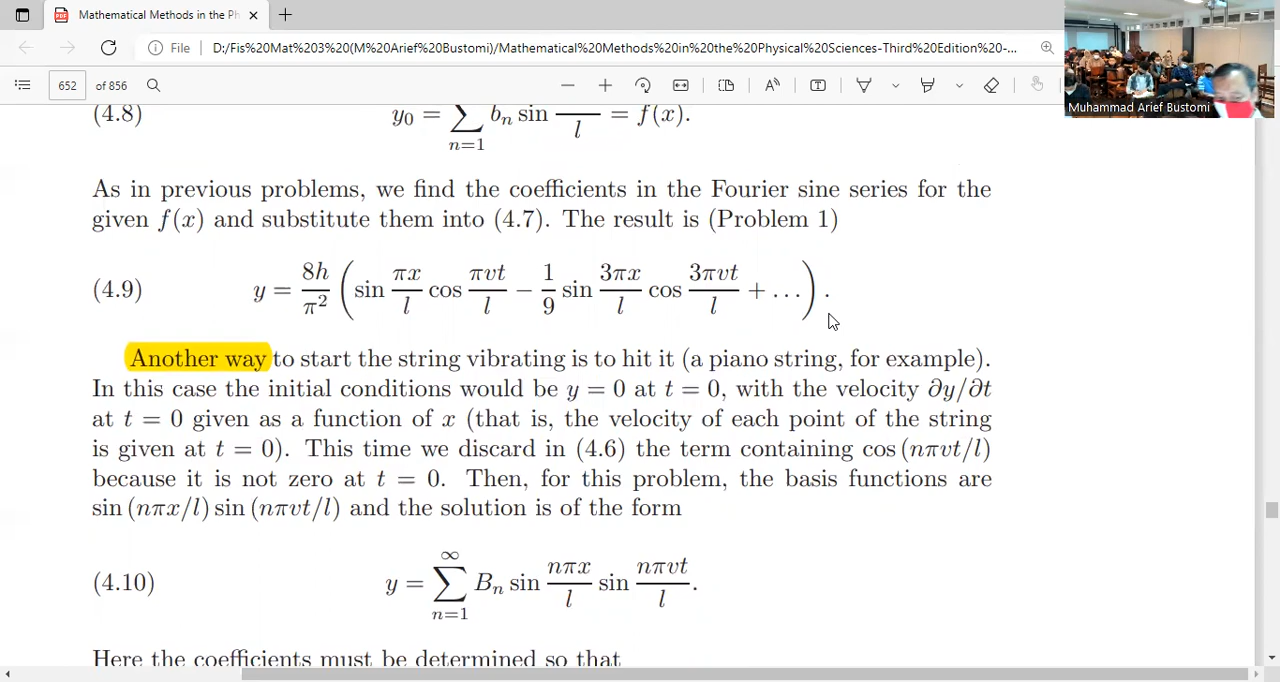 Mathematical Methods in the Ph
File D:/Fis%20Mat%203%20(M%20Arief%20Bustomi)/Mathematical%20Methods%20in%20the%20Physical%20Sciences-Third%20Edition%20-...
652 of 856
Muhammad Arief Bustomi
(4.8) y₀ = ∑ₙ₌₁ bₙ sin ― / l = f(x).
As in previous problems, we find the coefficients in the Fourier sine series for the
given f(x) and substitute them into (4.7). The result is (Problem 1)
(4.9) y = 8h/π² (sin πx/l cos πvt/l − 1/9 sin 3πx/l cos 3πvt/l + ...).
Another way to start the string vibrating is to hit it (a piano string, for example).
In this case the initial conditions would be y = 0 at t = 0, with the velocity ∂y/∂t
at t = 0 given as a function of x (that is, the velocity of each point of the string
is given at t = 0). This time we discard in (4.6) the term containing cos (nπvt/l)
because it is not zero at t = 0. Then, for this problem, the basis functions are
sin (nπx/l) sin (nπvt/l) and the solution is of the form
(4.10) y = ∑ₙ₌₁^∞ Bₙ sin nπx/l sin nπvt/l.
Here the coefficients must be determined so that